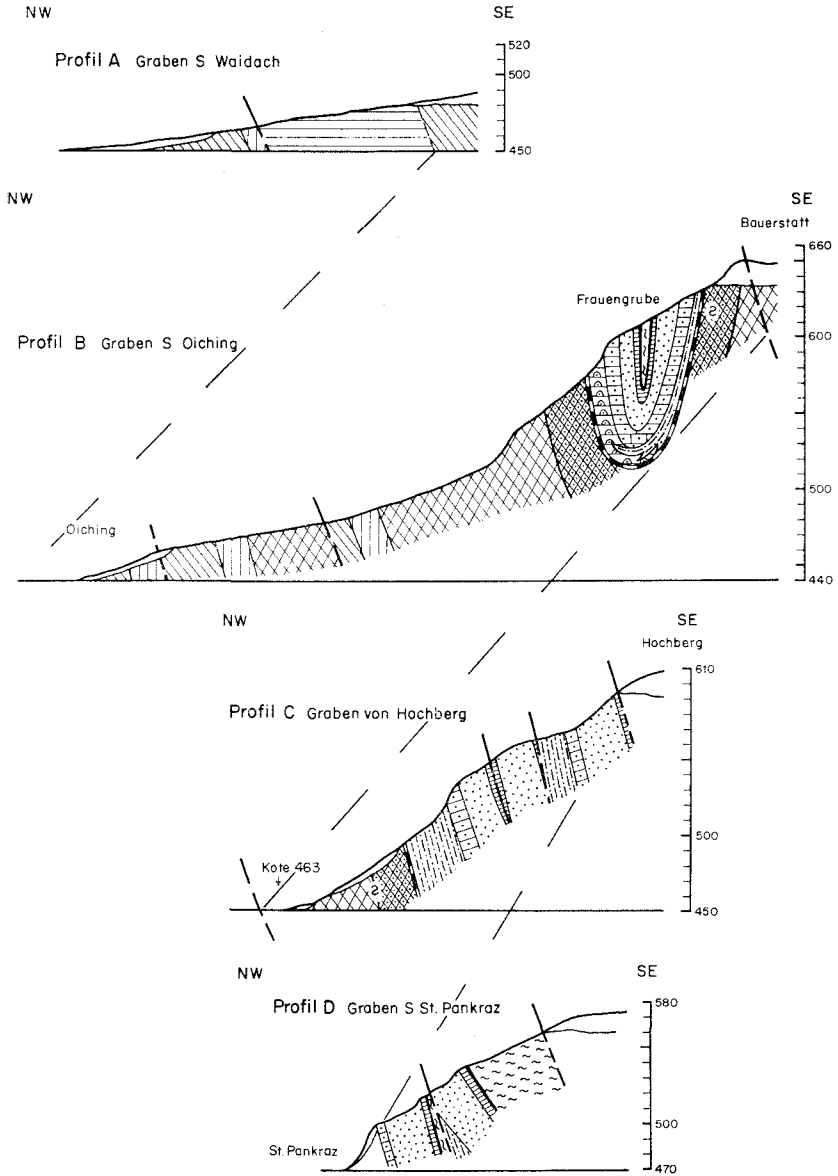 NW
SE
Profil A Graben S Waidach
520
500
450
NW
SE
Bauerstatt
660
Frauengrube
Profil B Graben S Oiching
600
?
500
Oiching
440
NW
SE
Hochberg
610
Profil C Graben von Hochberg
500
Kote 463
?
450
NW
SE
Profil D Graben S St. Pankraz
580
500
St. Pankraz
470